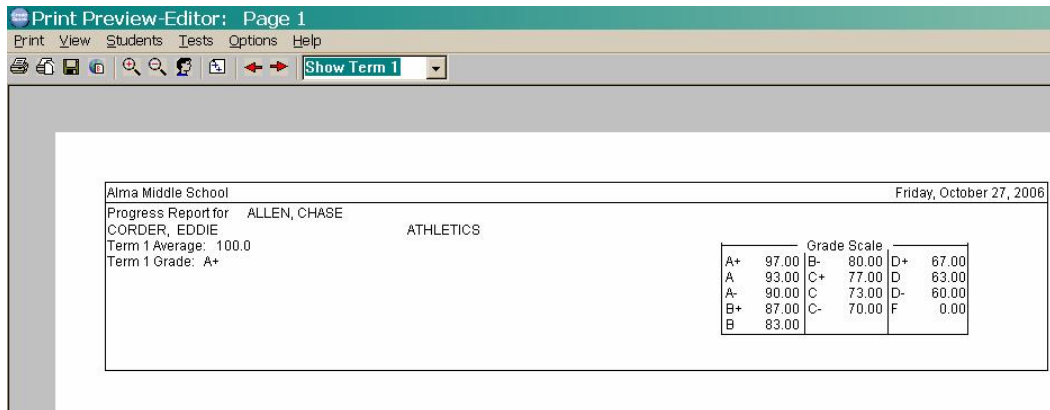 Print Preview-Editor: Page 1
Print View Students Tests Options Help
Show Term 1
Alma Middle School Friday, October 27, 2006
Progress Report for ALLEN, CHASE
CORDER, EDDIE ATHLETICS
Term 1 Average: 100.0
Term 1 Grade: A+
Grade Scale
A+ 97.00 B- 80.00 D+ 67.00
A 93.00 C+ 77.00 D 63.00
A- 90.00 C 73.00 D- 60.00
B+ 87.00 C- 70.00 F 0.00
B 83.00